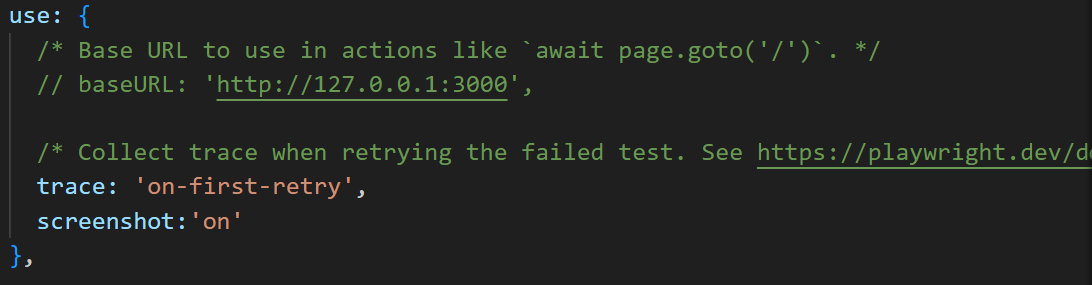 use: {
/* Base URL to use in actions like `await page.goto('/')`. */
// baseURL: 'http://127.0.0.1:3000',
/* Collect trace when retrying the failed test. See https://playwright.dev/d
trace: 'on-first-retry',
screenshot:'on'
},